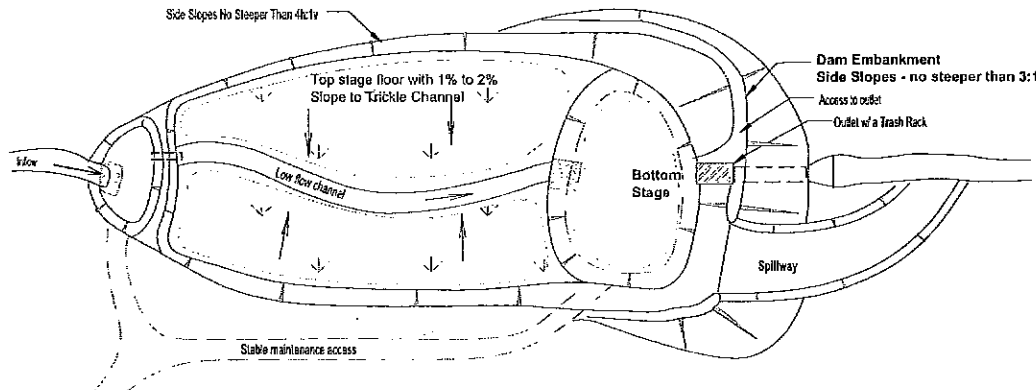 Side Slopes No Steeper Than 4h:1v
Top stage floor with 1% to 2%
Slope to Trickle Channel
Dam Embankment
Side Slopes - no steeper than 3:1
Access to outlet
Outlet w/ a Trash Rack
Inflow
Low flow channel
Bottom
Stage
Spillway
Stable maintenance access